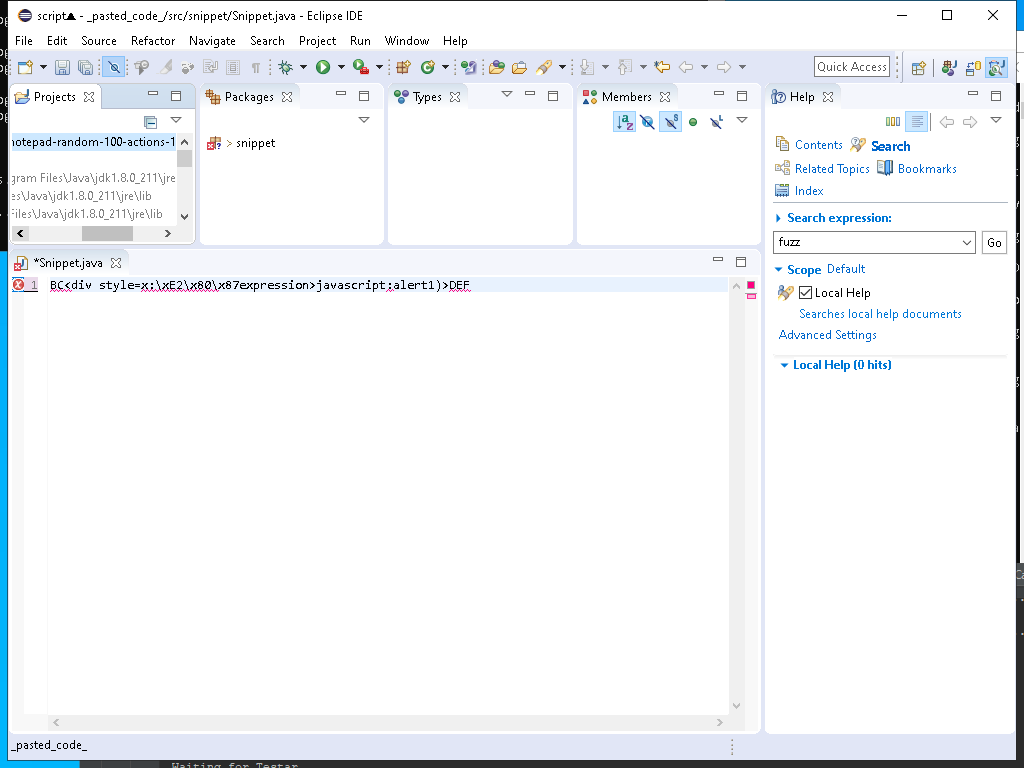 script▲ - _pasted_code_/src/snippet/Snippet.java - Eclipse IDE
File Edit Source Refactor Navigate Search Project Run Window Help
Quick Access
Projects
notepad-random-100-actions-1
gram Files\Java\jdk1.8.0_211\jre
es\Java\jdk1.8.0_211\jre\lib
Files\Java\jdk1.8.0_211\jre\lib
Packages
> snippet
Types
Members
Help
Contents Search
Related Topics Bookmarks
Index
Search expression:
fuzz Go
Scope Default
Local Help
Searches local help documents
Advanced Settings
Local Help (0 hits)
*Snippet.java
1 BC<div style=x:\xE2\x80\x87expression>javascript;alert1)>DEF
_pasted_code_
Waiting for Testar